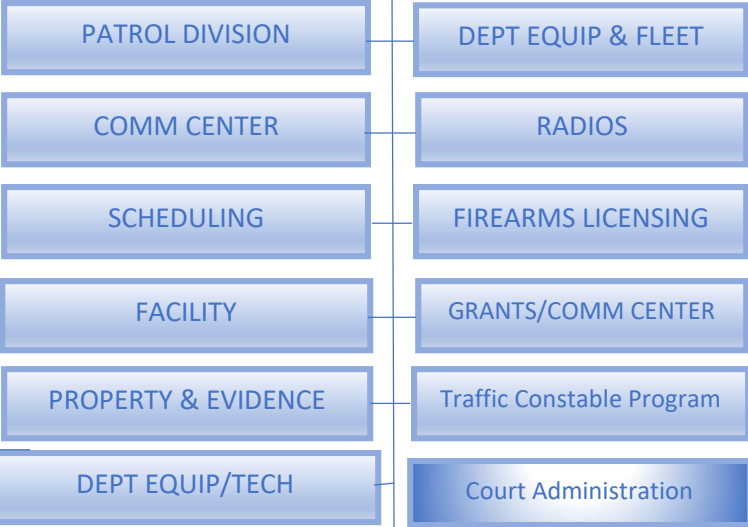 PATROL DIVISION
DEPT EQUIP & FLEET
COMM CENTER
RADIOS
SCHEDULING
FIREARMS LICENSING
FACILITY
GRANTS/COMM CENTER
PROPERTY & EVIDENCE
Traffic Constable Program
DEPT EQUIP/TECH
Court Administration